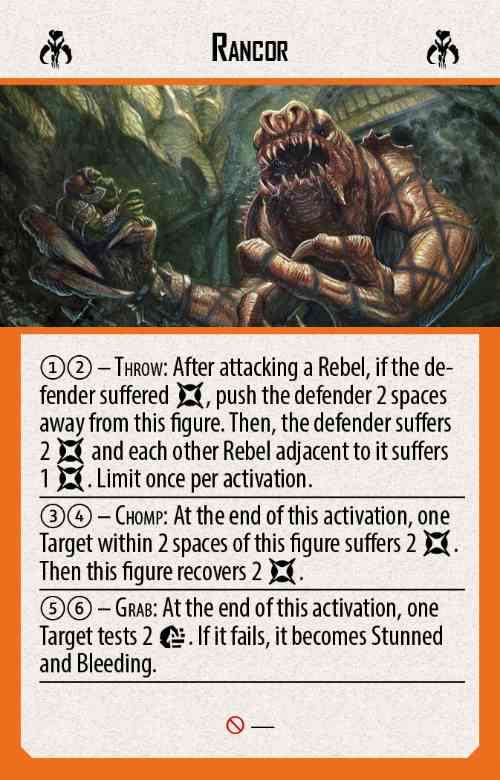 Rancor
①② – Throw: After attacking a Rebel, if the de-
fender suffered , push the defender 2 spaces
away from this figure. Then, the defender suffers
2 and each other Rebel adjacent to it suffers
1 . Limit once per activation.
③④ – Chomp: At the end of this activation, one
Target within 2 spaces of this figure suffers 2 .
Then this figure recovers 2 .
⑤⑥ – Grab: At the end of this activation, one
Target tests 2 . If it fails, it becomes Stunned
and Bleeding.
—